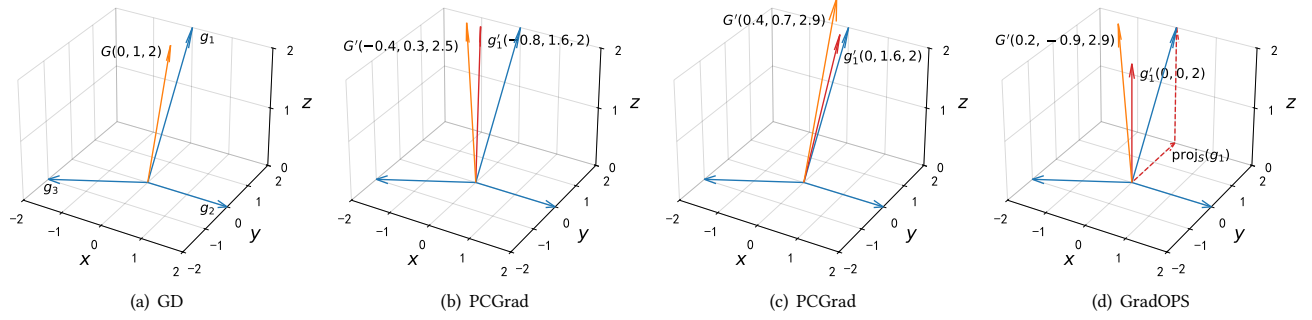 G(0, 1, 2)
g₁
g₂
g₃
−2
−1
0
1
2
x
−2
−1
0
1
2
y
0
1
2
z
(a) GD
G′(−0.4, 0.3, 2.5)
g′₁(−0.8, 1.6, 2)
−2
−1
0
1
2
x
−2
−1
0
1
2
y
0
1
2
z
(b) PCGrad
G′(0.4, 0.7, 2.9)
g′₁(0, 1.6, 2)
−2
−1
0
1
2
x
−2
−1
0
1
2
y
0
1
2
z
(c) PCGrad
G′(0.2, −0.9, 2.9)
g′₁(0, 0, 2)
proj_S(g₁)
−2
−1
0
1
2
x
−2
−1
0
1
2
y
0
1
2
z
(d) GradOPS